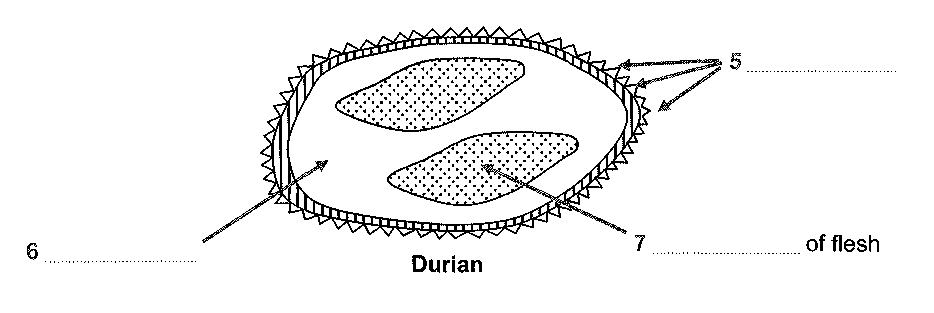 5 ....................
6 ....................
7 .................... of flesh
Durian